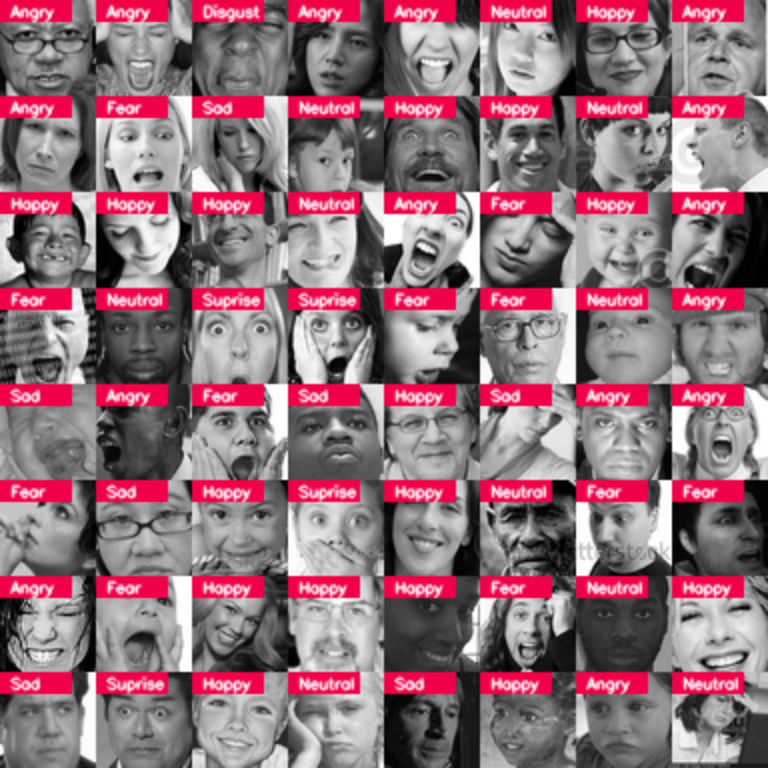 Angry Angry Disgust Angry Angry Neutral Happy Angry
Angry Fear Sad Neutral Happy Happy Neutral Angry
Happy Happy Happy Neutral Angry Fear Happy Angry
Fear Neutral Suprise Suprise Fear Fear Neutral Angry
Sad Angry Fear Sad Happy Sad Angry Angry
Fear Sad Happy Suprise Happy Neutral Fear Fear
Angry Fear Happy Happy Happy Fear Neutral Happy
Sad Suprise Happy Neutral Sad Happy Angry Neutral